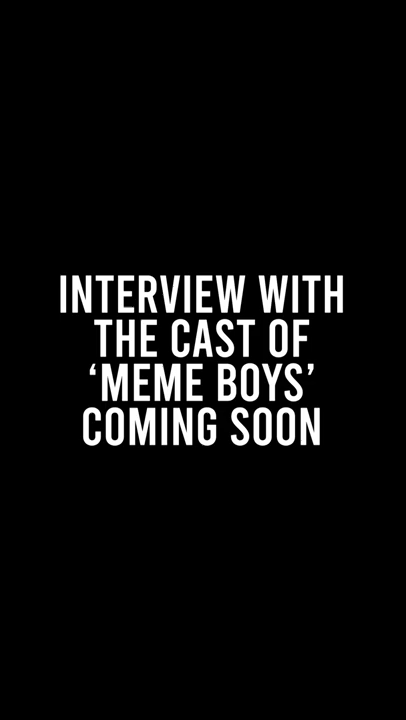 INTERVIEW WITH
THE CAST OF
‘MEME BOYS’
COMING SOON